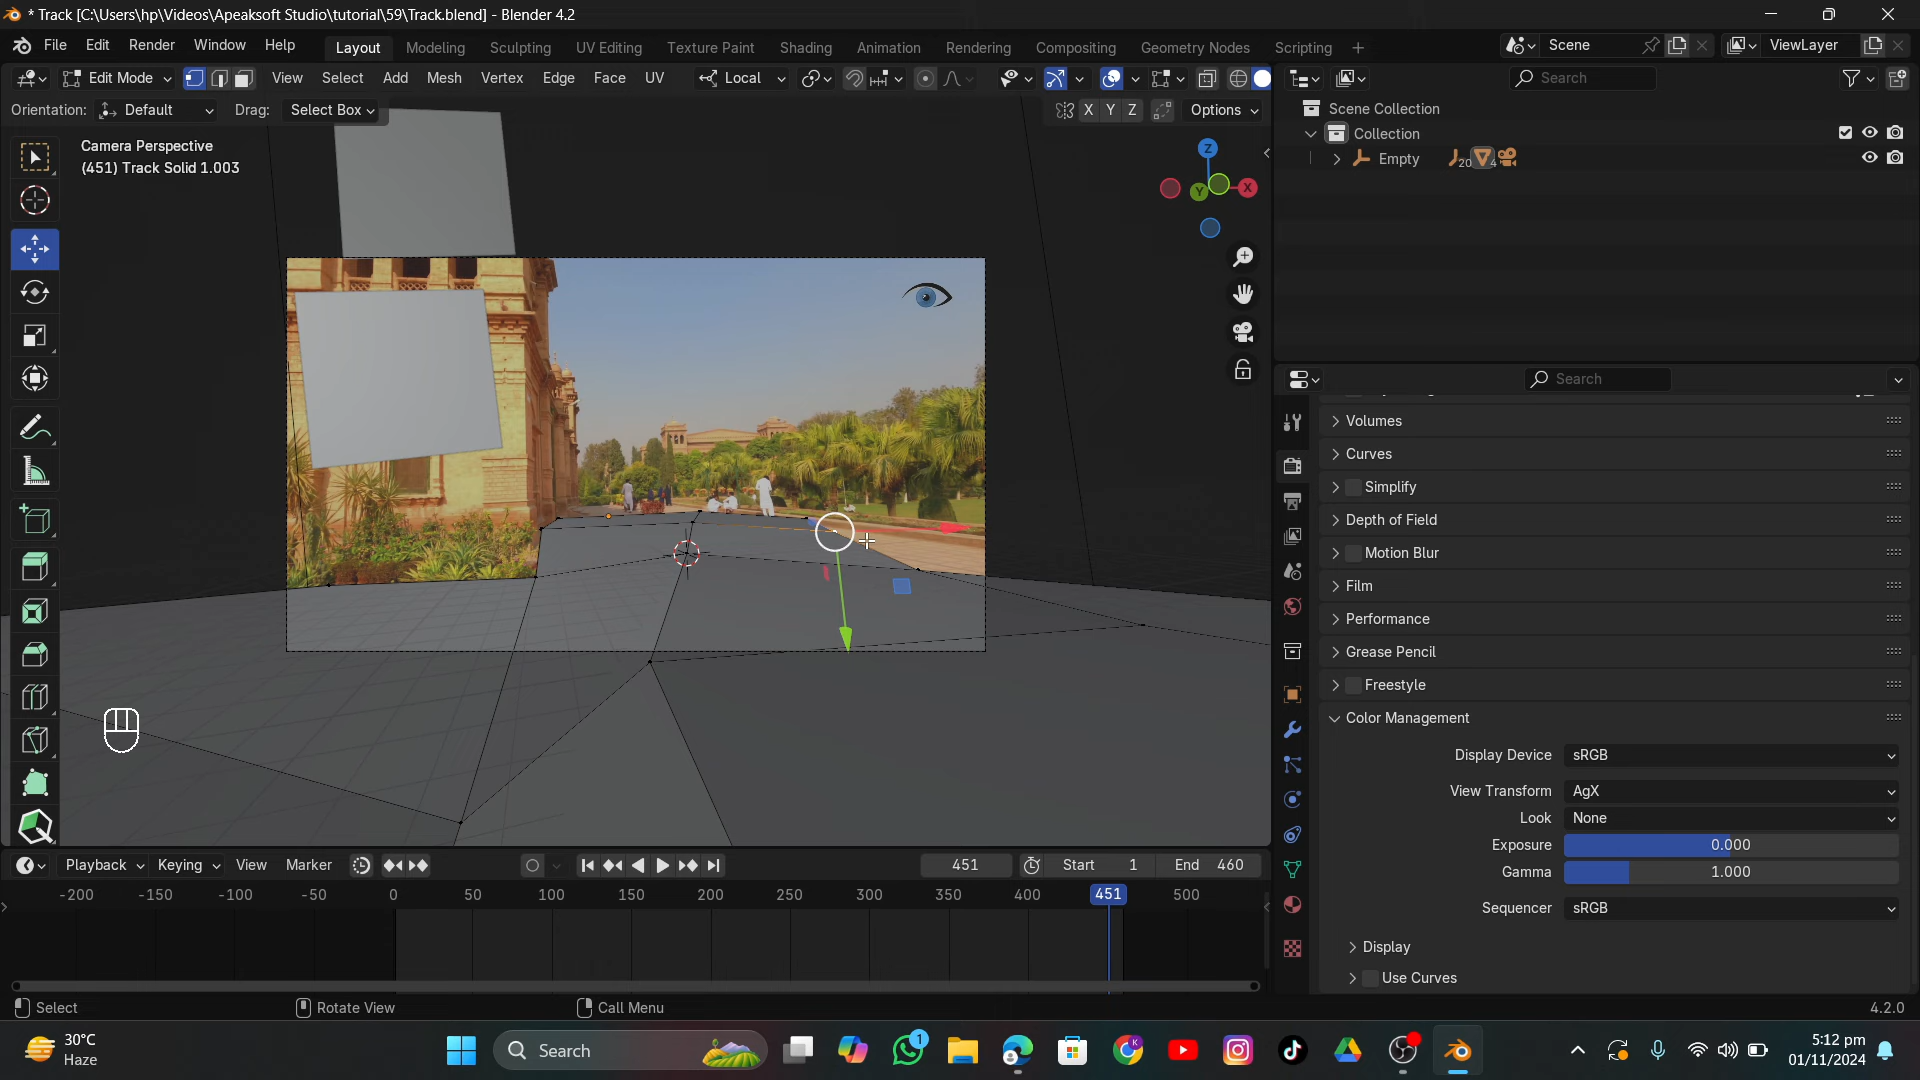 * Track [C:\Users\hp\Videos\Apeaksoft Studio\tutorial\59\Track.blend] - Blender 4.2
File Edit Render Window Help Layout Modeling Sculpting UV Editing Texture Paint Shading Animation Rendering Compositing Geometry Nodes Scripting + Scene ViewLayer
Edit Mode View Select Add Mesh Vertex Edge Face UV Local Search
Orientation: Default Drag: Select Box X Y Z Options
Scene Collection
Collection
Empty 20 4
Camera Perspective
(451) Track Solid 1.003
Z
X
Y
Search
Volumes
Curves
Simplify
Depth of Field
Motion Blur
Film
Performance
Grease Pencil
Freestyle
Color Management
Display Device sRGB
View Transform AgX
Look None
Exposure 0.000
Gamma 1.000
Sequencer sRGB
Display
Use Curves
Playback Keying View Marker 451 Start 1 End 460
-200 -150 -100 -50 0 50 100 150 200 250 300 350 400 451 500
Select Rotate View Call Menu 4.2.0
30°C
Haze
Search
1
K
5:12 pm
01/11/2024